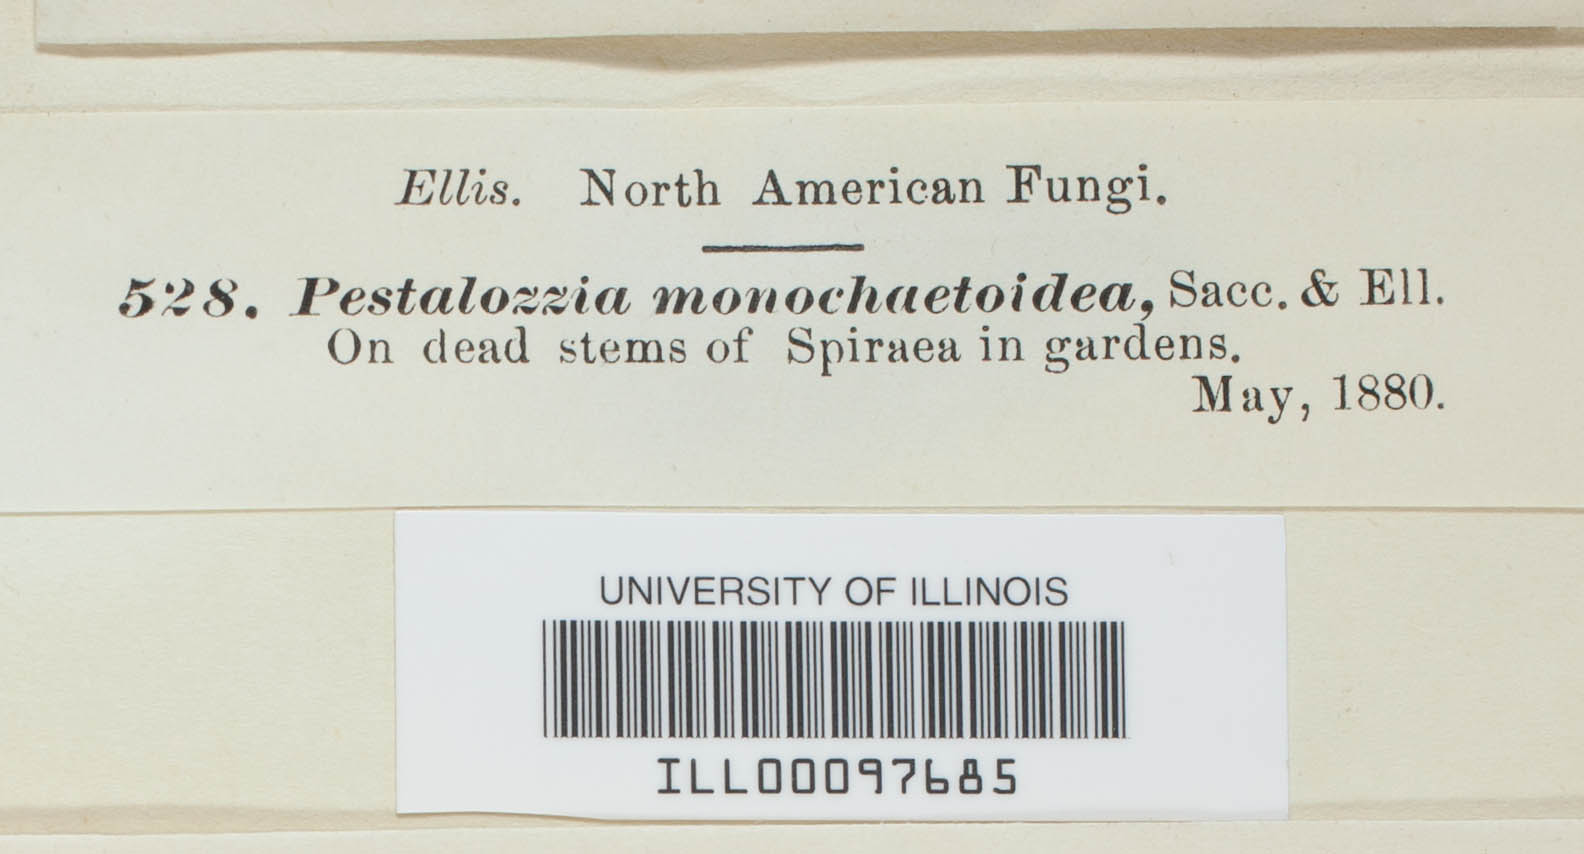 Ellis. North American Fungi.
528. Pestalozzia monochaetoidea, Sacc. & Ell.
On dead stems of Spiraea in gardens.
May, 1880.
UNIVERSITY OF ILLINOIS
ILL00097685